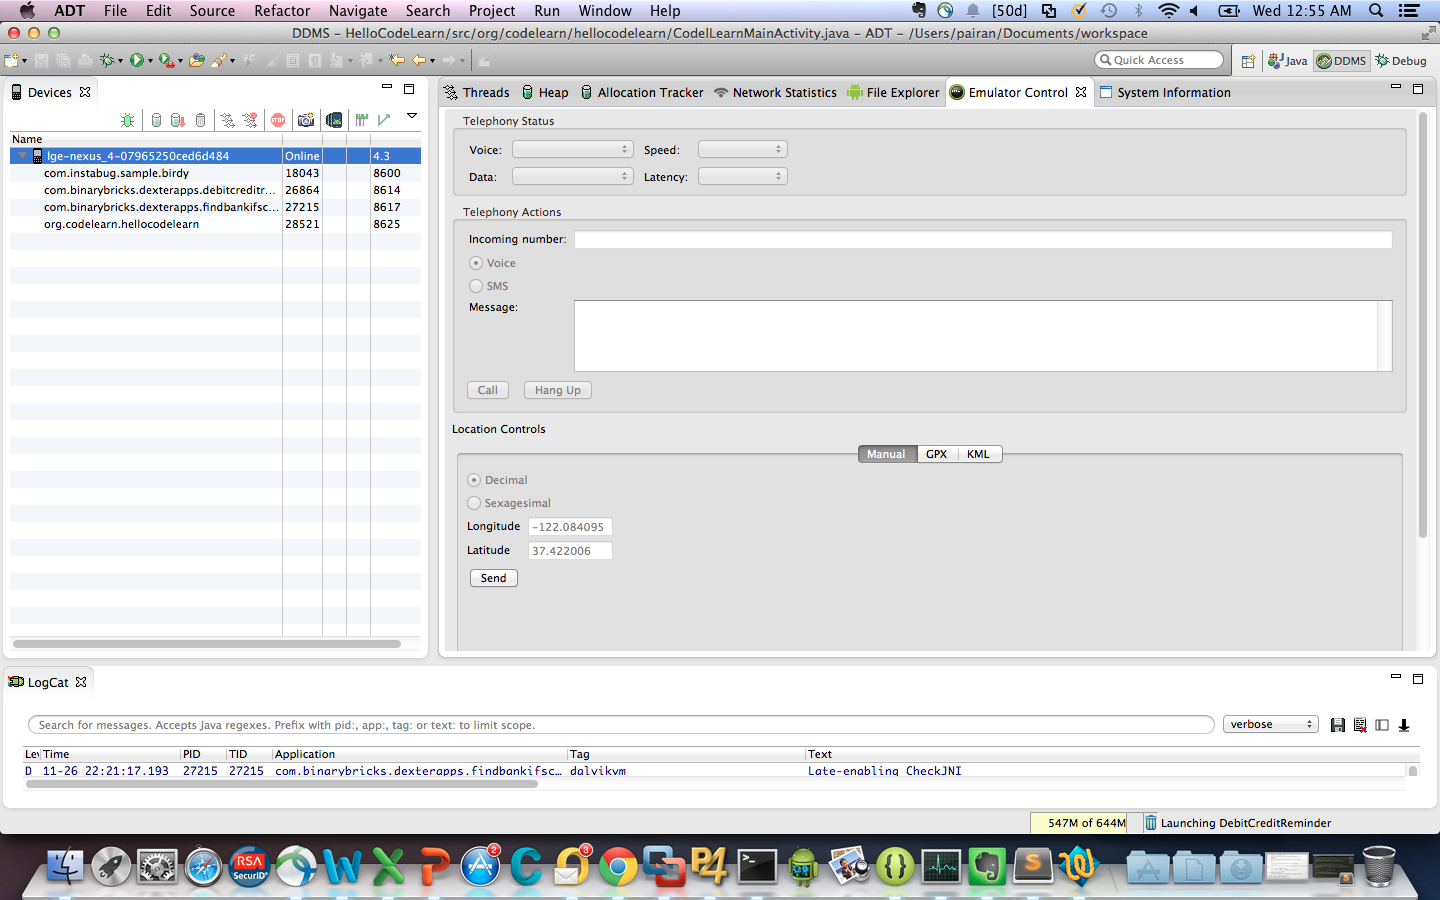 ADT File Edit Source Refactor Navigate Search Project Run Window Help [50d] Wed 12:55 AM
DDMS – HelloCodeLearn/src/org/codelearn/hellocodelearn/CodelLearnMainActivity.java – ADT – /Users/pairan/Documents/workspace
Quick Access Java DDMS Debug
Devices
Name
lge-nexus_4-07965250ced6d484 Online 4.3
com.instabug.sample.birdy 18043 8600
com.binarybricks.dexterapps.debitcreditr... 26864 8614
com.binarybricks.dexterapps.findbankifsc... 27215 8617
org.codelearn.hellocodelearn 28521 8625
Threads Heap Allocation Tracker Network Statistics File Explorer Emulator Control System Information
Telephony Status
Voice: Speed:
Data: Latency:
Telephony Actions
Incoming number:
Voice
SMS
Message:
Call Hang Up
Location Controls
Manual GPX KML
Decimal
Sexagesimal
Longitude -122.084095
Latitude 37.422006
Send
LogCat
Search for messages. Accepts Java regexes. Prefix with pid:, app:, tag: or text: to limit scope.
verbose
Lev Time PID TID Application Tag Text
D 11-26 22:21:17.193 27215 27215 com.binarybricks.dexterapps.findbankifsc... dalvikvm Late-enabling CheckJNI
547M of 644M Launching DebitCreditReminder
RSA
SecurID
2
3
P4